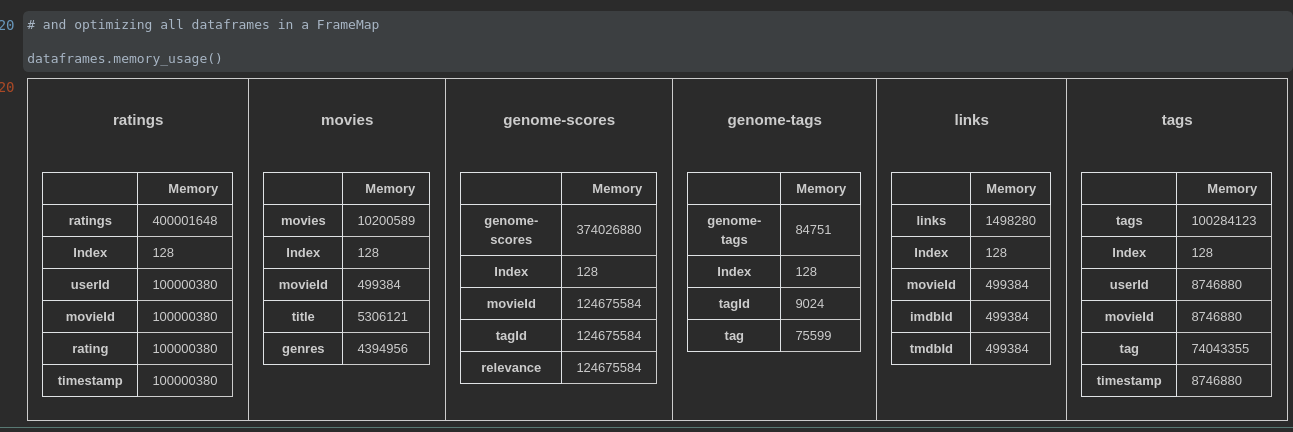 20 # and optimizing all dataframes in a FrameMap
dataframes.memory_usage()
20
ratings
Memory
ratings 400001648
Index 128
userId 100000380
movieId 100000380
rating 100000380
timestamp 100000380
movies
Memory
movies 10200589
Index 128
movieId 499384
title 5306121
genres 4394956
genome-scores
Memory
genome-
scores 374026880
Index 128
movieId 124675584
tagId 124675584
relevance 124675584
genome-tags
Memory
genome-
tags 84751
Index 128
tagId 9024
tag 75599
links
Memory
links 1498280
Index 128
movieId 499384
imdbId 499384
tmdbId 499384
tags
Memory
tags 100284123
Index 128
userId 8746880
movieId 8746880
tag 74043355
timestamp 8746880